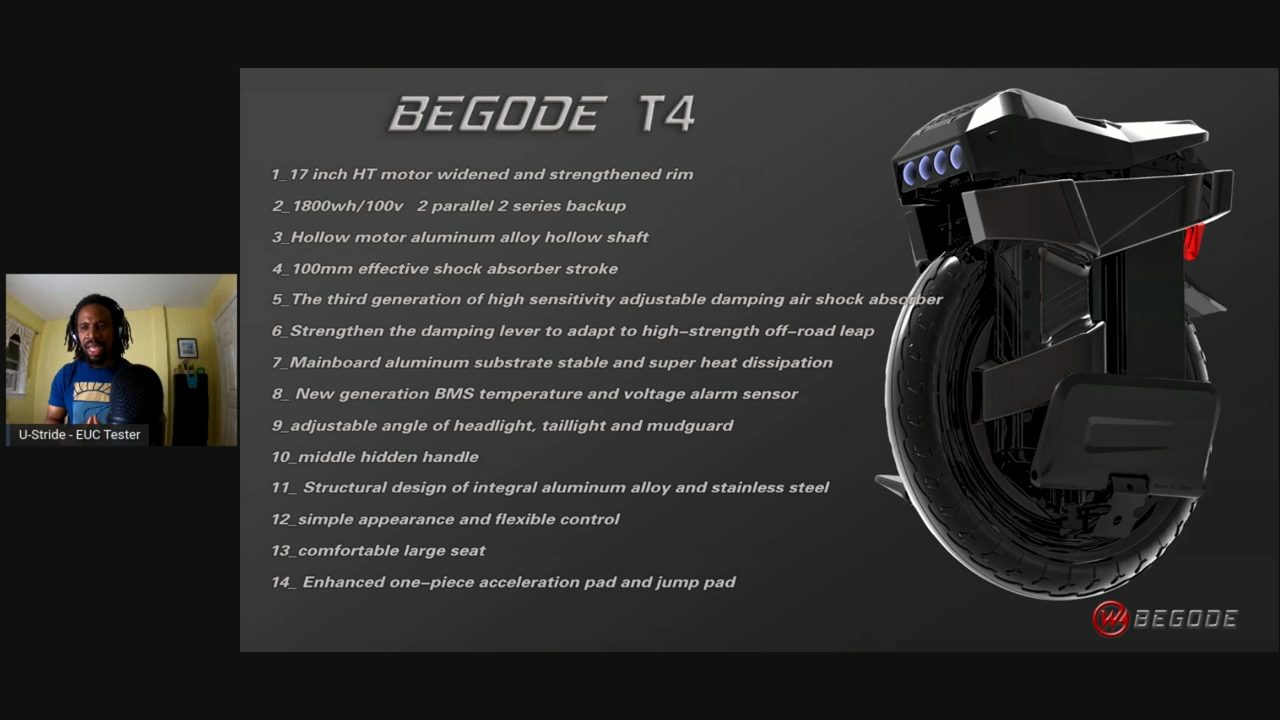 BEGODE T4
1_17 inch HT motor widened and strengthened rim
2_1800wh/100v 2 parallel 2 series backup
3_Hollow motor aluminum alloy hollow shaft
4_100mm effective shock absorber stroke
5_The third generation of high sensitivity adjustable damping air shock absorber
6_Strengthen the damping lever to adapt to high-strength off-road leap
7_Mainboard aluminum substrate stable and super heat dissipation
8_ New generation BMS temperature and voltage alarm sensor
9_adjustable angle of headlight, taillight and mudguard
10_middle hidden handle
11_ Structural design of integral aluminum alloy and stainless steel
12_simple appearance and flexible control
13_comfortable large seat
14_ Enhanced one-piece acceleration pad and jump pad
U-Stride - EUC Tester
BEGODE